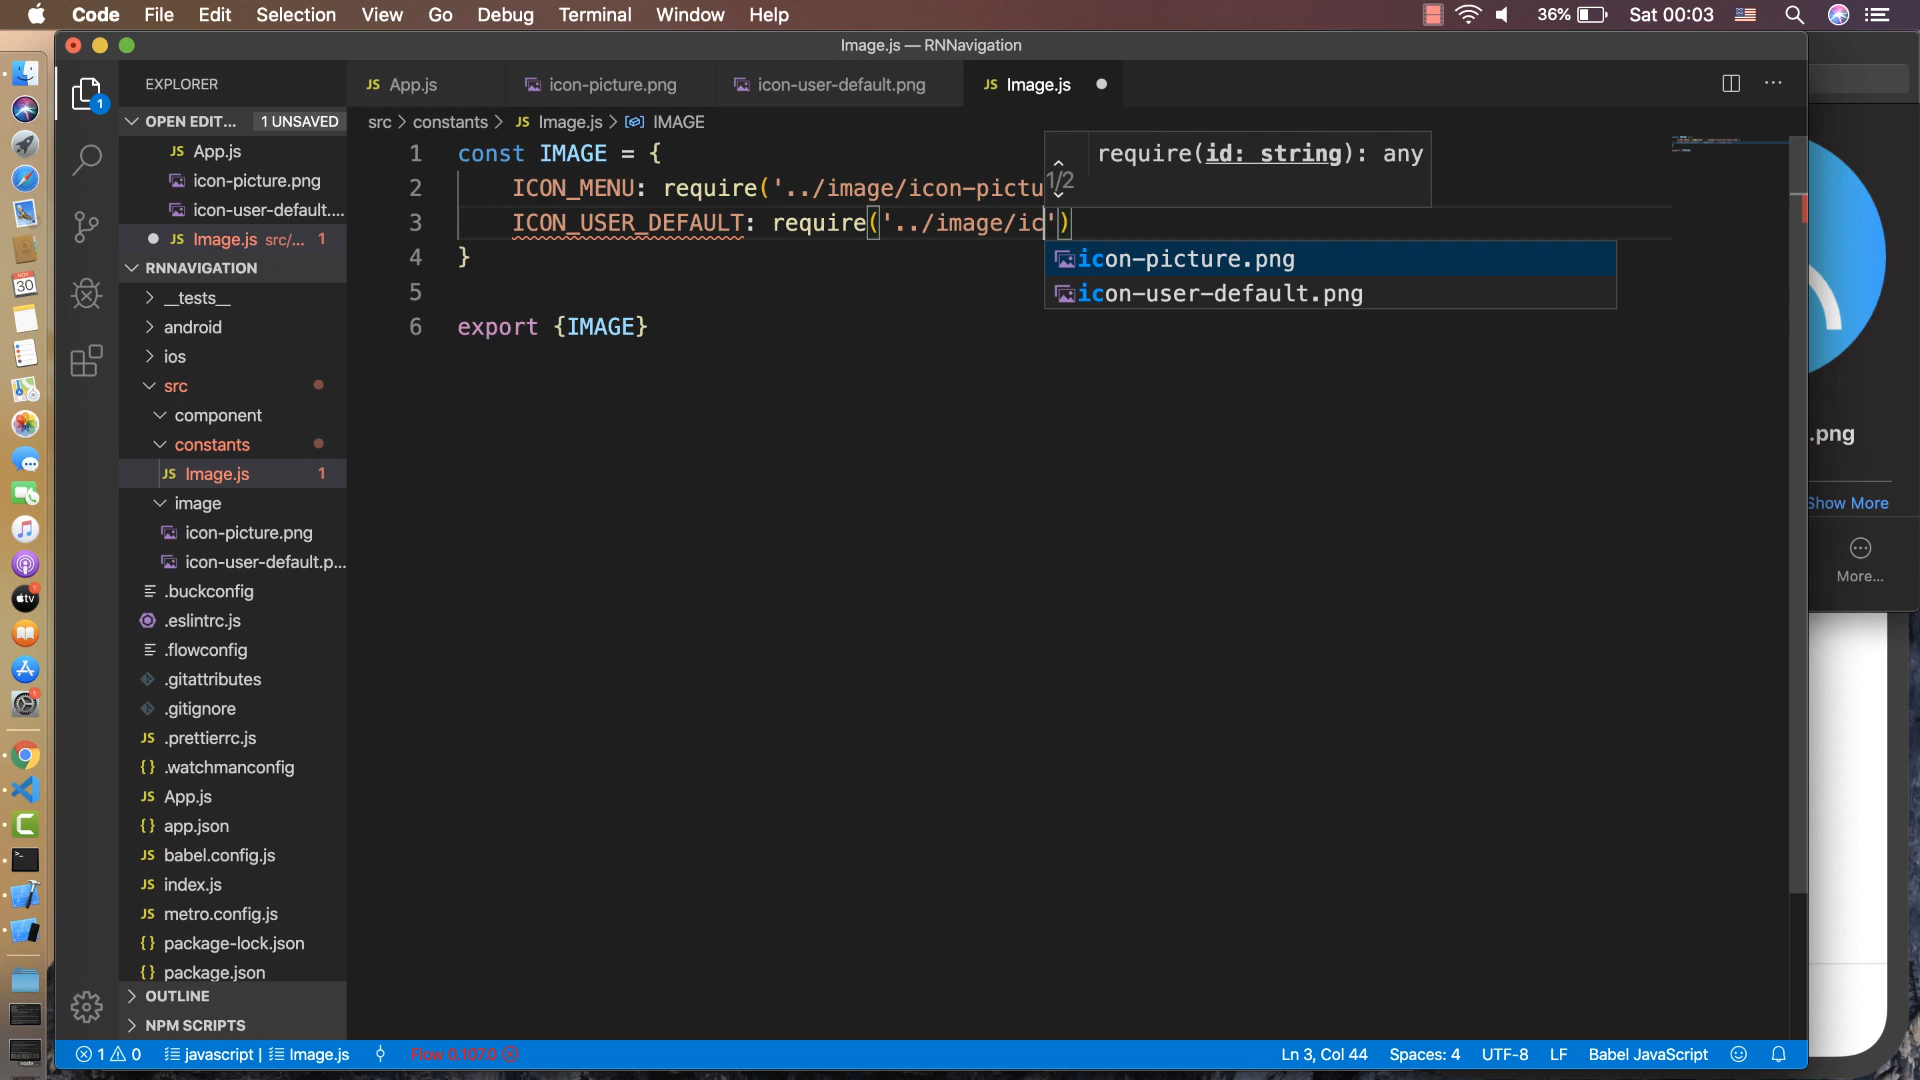 Code File Edit Selection View Go Debug Terminal Window Help 36% Sat 00:03
Image.js — RNNavigation
EXPLORER
JS App.js icon-picture.png icon-user-default.png JS Image.js
OPEN EDIT... 1 UNSAVED
src > constants > JS Image.js > IMAGE
JS App.js
icon-picture.png
icon-user-default....
JS Image.js src/... 1
RNNAVIGATION
__tests__
android
ios
src
component
constants
JS Image.js 1
image
icon-picture.png
icon-user-default.p...
.buckconfig
.eslintrc.js
.flowconfig
.gitattributes
.gitignore
JS .prettierrc.js
{} .watchmanconfig
JS App.js
{} app.json
JS babel.config.js
JS index.js
JS metro.config.js
{} package-lock.json
{} package.json
OUTLINE
NPM SCRIPTS
1 const IMAGE = {
2 ICON_MENU: require('../image/icon-pictu
3 ICON_USER_DEFAULT: require('../image/ic')
4 }
5
6 export {IMAGE}
1/2 require(id: string): any
icon-picture.png
icon-user-default.png
.png
Show More
More...
NOV
30
tv
1 0 javascript | Image.js Flow 0.107.0 Ln 3, Col 44 Spaces: 4 UTF-8 LF Babel JavaScript